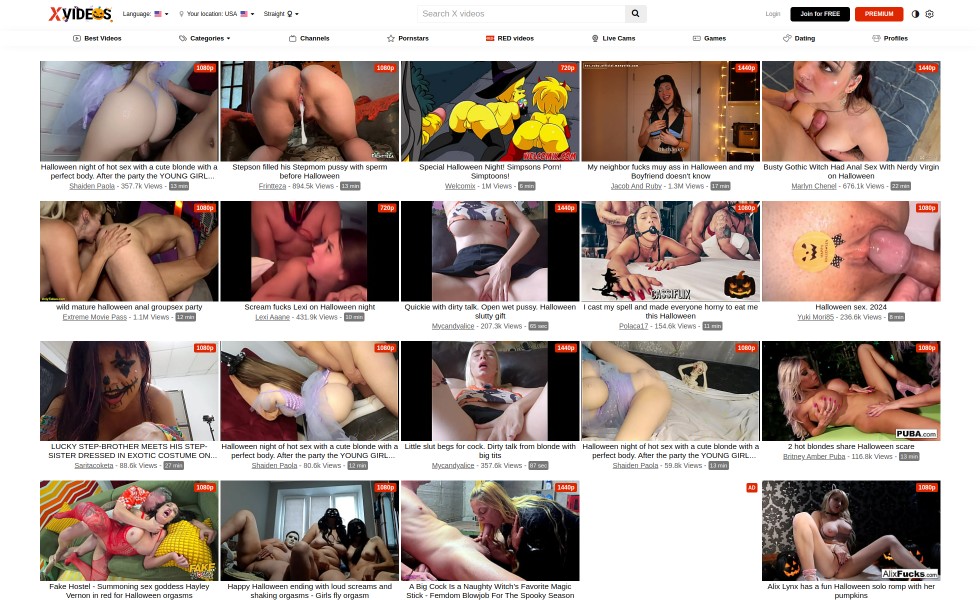 XVIDEOS
Language:
Your location: USA
Straight
Search X videos
Login
Join for FREE
PREMIUM
Best Videos
Categories
Channels
Pornstars
RED videos
Live Cams
Games
Dating
Profiles
1080p
1080p
720p
1440p
1440p
Halloween night of hot sex with a cute blonde with a
perfect body. After the party the YOUNG GIRL...
Shaiden Paola - 357.7k Views - 13 min
Stepson filled his Stepmom pussy with sperm
before Halloween
Frintteza - 894.5k Views - 13 min
WELCOMIX.COM
Special Halloween Night! Simpsons Porn!
Simptoons!
Welcomix - 1M Views - 6 min
My neighbor fucks muy ass in Halloween and my
Boyfriend doesn't know
Jacob And Ruby - 1.3M Views - 17 min
Busty Gothic Witch Had Anal Sex With Nerdy Virgin
on Halloween
Marlyn Chenel - 676.1k Views - 22 min
1080p
720p
1440p
1080p
1080p
wild mature halloween anal groupsex party
Extreme Movie Pass - 1.1M Views - 12 min
Scream fucks Lexi on Halloween night
Lexi Aaane - 431.9k Views - 10 min
Quickie with dirty talk. Open wet pussy. Halloween
slutty gift
Mycandyalice - 207.3k Views - 65 sec
CASSIFLIX
I cast my spell and made everyone horny to eat me
this Halloween
Polaca17 - 154.6k Views - 11 min
Halloween sex. 2024
Yuki Mori85 - 236.6k Views - 8 min
1080p
1080p
1440p
1080p
1080p
LUCKY STEP-BROTHER MEETS HIS STEP-
SISTER DRESSED IN EXOTIC COSTUME ON...
Saritacoketa - 88.6k Views - 27 min
Halloween night of hot sex with a cute blonde with a
perfect body. After the party the YOUNG GIRL...
Shaiden Paola - 80.6k Views - 12 min
Little slut begs for cock. Dirty talk from blonde with
big tits
Mycandyalice - 357.6k Views - 87 sec
Halloween night of hot sex with a cute blonde with a
perfect body. After the party the YOUNG GIRL...
Shaiden Paola - 59.8k Views - 13 min
PUBA.com
2 hot blondes share Halloween scare
Britney Amber Puba - 116.8k Views - 13 min
1080p
1080p
1440p
AD
1080p
FAKE
Fake Hostel - Summoning sex goddess Hayley
Vernon in red for Halloween orgasms
Happy Halloween ending with loud screams and
shaking orgasms - Girls fly orgasm
A Big Cock Is a Naughty Witch's Favorite Magic
Stick - Femdom Blowjob For The Spooky Season
AlixFucks.com
Alix Lynx has a fun Halloween solo romp with her
pumpkins